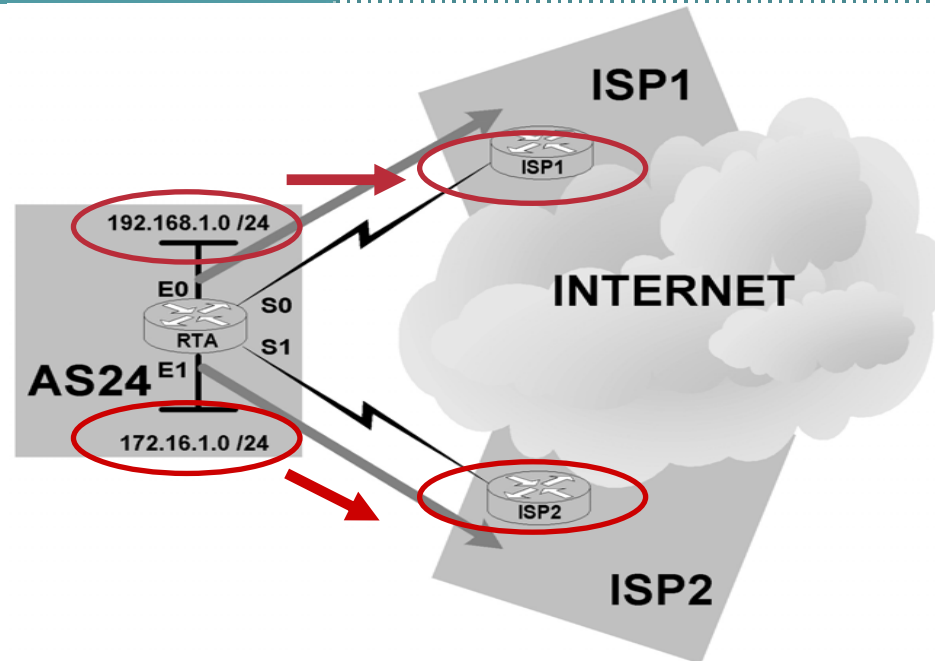 ISP1
ISP1
192.168.1.0 /24
INTERNET
E0
S0
RTA
S1
E1
AS24
172.16.1.0 /24
ISP2
ISP2